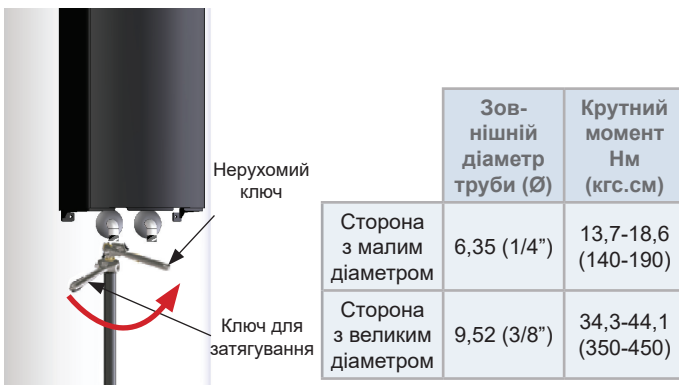 Нерухомий
ключ
Ключ для
затягування
Зов-
нішній
діаметр
труби (Ø)
Крутний
момент
Нм
(кгс.см)
Сторона
з малим
діаметром
6,35 (1/4”)
13,7-18,6
(140-190)
Сторона
з великим
діаметром
9,52 (3/8”)
34,3-44,1
(350-450)